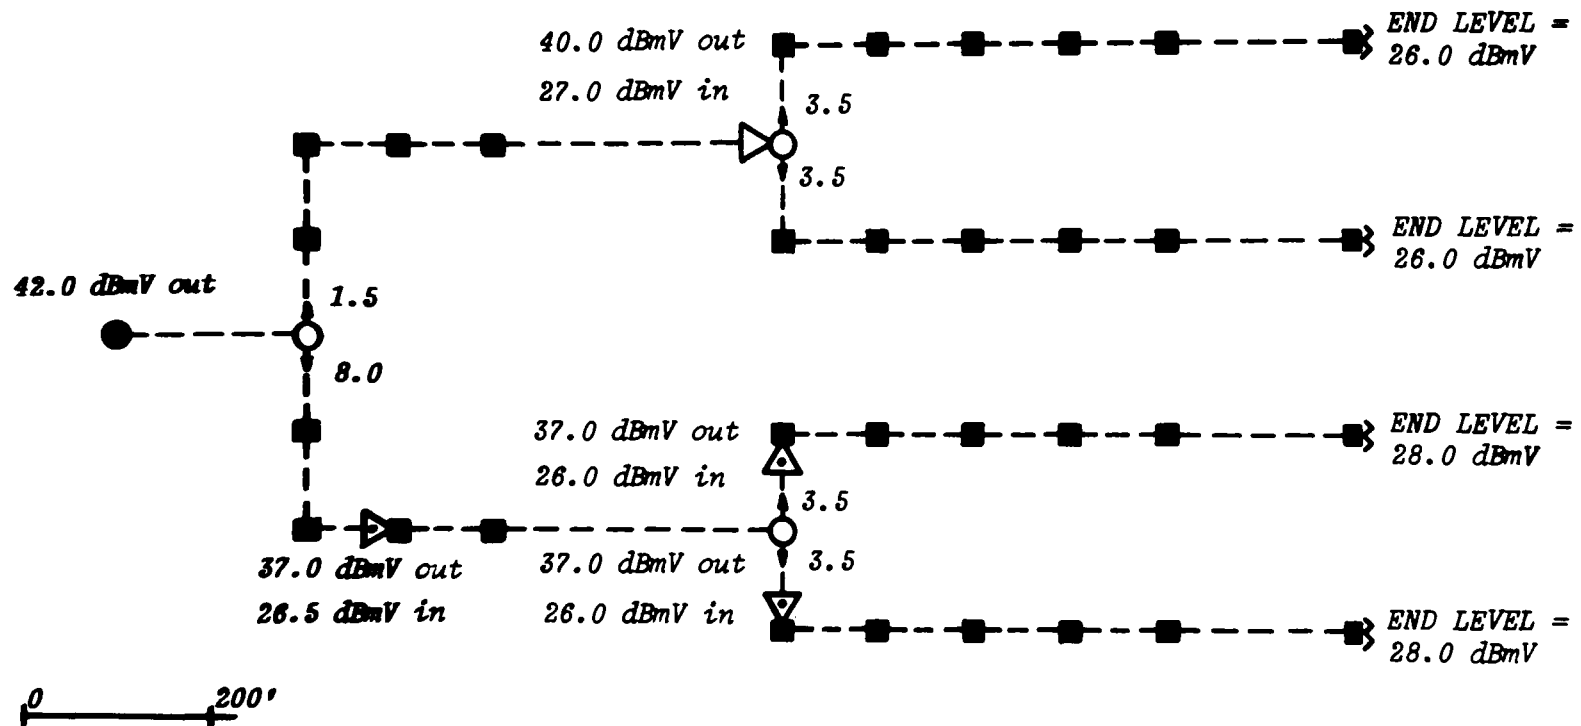 40.0 dBmV out
27.0 dBmV in
3.5
3.5
END LEVEL =
26.0 dBmV
END LEVEL =
26.0 dBmV
42.0 dBmV out
1.5
8.0
37.0 dBmV out
26.0 dBmV in
3.5
END LEVEL =
28.0 dBmV
37.0 dBmV out
26.5 dBmV in
37.0 dBmV out
26.0 dBmV in
3.5
END LEVEL =
28.0 dBmV
0 200'